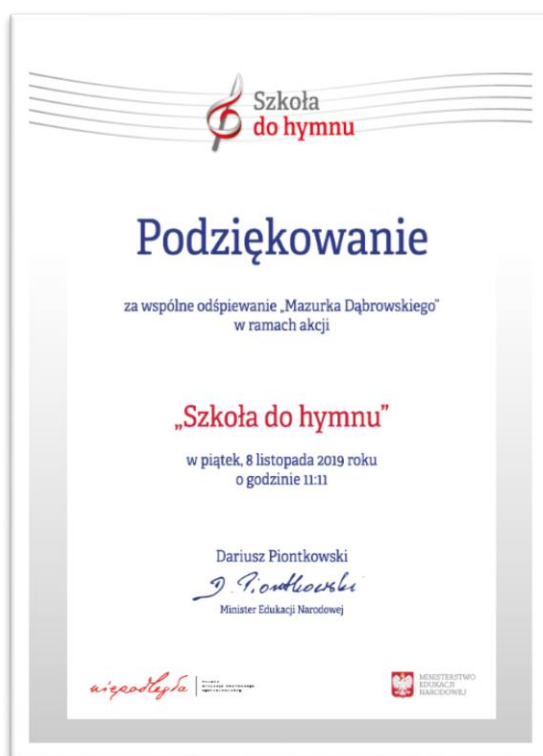 Szkoła
do hymnu
Podziękowanie
za wspólne odśpiewanie „Mazurka Dąbrowskiego”
w ramach akcji
„Szkoła do hymnu”
w piątek, 8 listopada 2019 roku
o godzinie 11:11
Dariusz Piontkowski
D. Piontkowski
Minister Edukacji Narodowej
niepodległa
MINISTERSTWO
EDUKACJI
NARODOWEJ